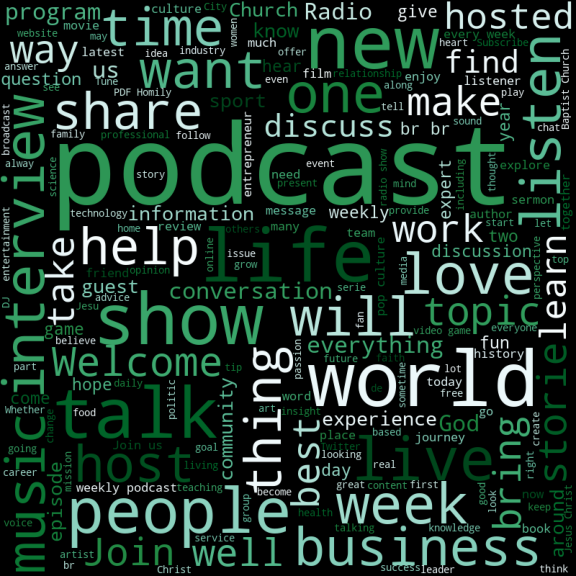 program
time
culture
City
Church
Radio
give
hosted
website
movie
may
women
new
know
every week
Subscribe
way
us
latest
idea
industry
want
much
offer
hear
find
heart
answer
tune
even
film
relationship
listener
question
see
PDF Homily
one
along
enjoy
play
share
sport
tell
make
sound
Baptist Church
broadcast
family
professional
follow
entrepreneur
discuss
br br
year
chat
listen
alway
science
podcast
story
event
need
present
mind
radio show
expert
including
thought
explore
sermon
together
interview
technology
information
message
weekly
work
author
start
let
entertainment
home
review
many
provide
two
top
take
help
others
issue
team
media
discussion
perspective
learn
DJ
friend
opinion
online
grow
life
pop culture
love
Jesu
guest
conversation
serie
advice
game
show
will
fan
topic
video game
everyone
believe
passion
everything
fun
part
Welcome
future
faith
history
music
hope
daily
tip
thing
world
de
sometime
lot
today
free
storie
Whether
come
food
politic
community
art
insight
word
experience
God
go
create
right
talk
change
Join us
goal
best
place
based
Twitter
journey
going
career
mission
living
day
looking
real
live
bring
around
episode
host
weekly podcast
teaching
group
become
great
content
first
good
look
now
keep
voice
people
health
talking
week
knowledge
book
Jesus Christ
artist
br
Join
service
well
Christ
business
success
leader
think